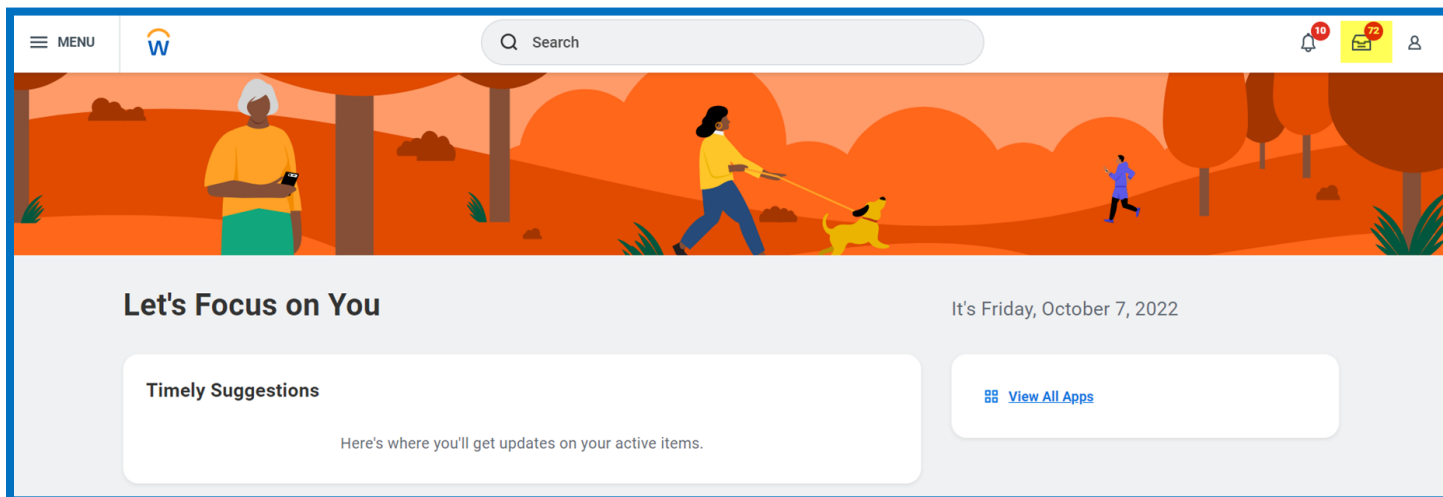 MENU
W
Search
10
72
Let's Focus on You
It's Friday, October 7, 2022
Timely Suggestions
View All Apps
Here's where you'll get updates on your active items.